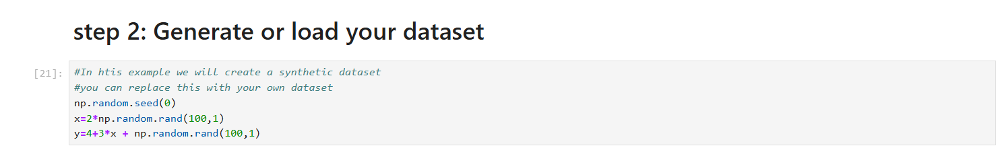 step 2: Generate or load your dataset
[21]:
#In htis example we will create a synthetic dataset
#you can replace this with your own dataset
np.random.seed(0)
x=2*np.random.rand(100,1)
y=4+3*x + np.random.rand(100,1)